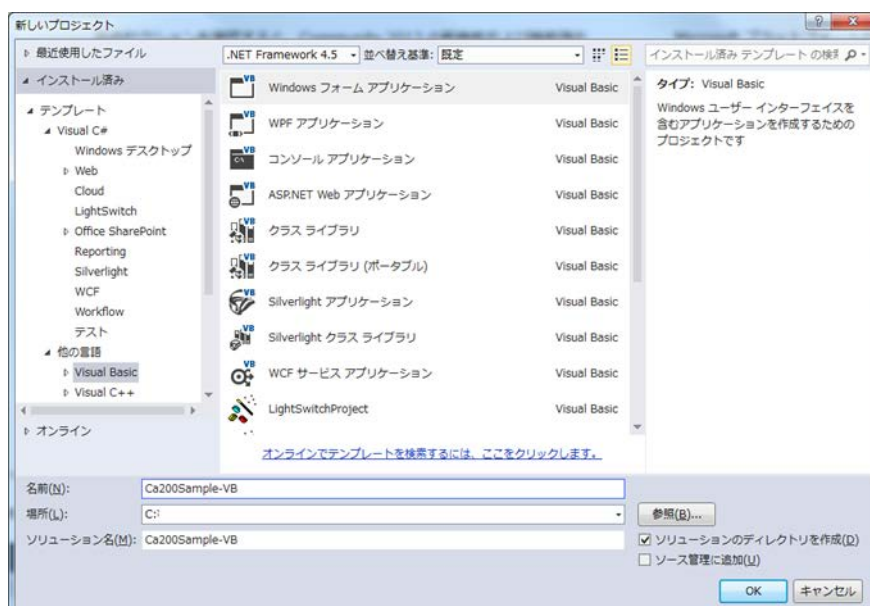 新しいプロジェクト
最近使用したファイル
.NET Framework 4.5 並べ替え基準: 既定
インストール済み テンプレート の検
インストール済み
テンプレート
Visual C#
Windows デスクトップ
Web
Cloud
LightSwitch
Office SharePoint
Reporting
Silverlight
WCF
Workflow
テスト
他の言語
Visual Basic
Visual C++
オンライン
Windows フォーム アプリケーション Visual Basic
WPF アプリケーション Visual Basic
コンソール アプリケーション Visual Basic
ASP.NET Web アプリケーション Visual Basic
クラス ライブラリ Visual Basic
クラス ライブラリ (ポータブル) Visual Basic
Silverlight アプリケーション Visual Basic
Silverlight クラス ライブラリ Visual Basic
WCF サービス アプリケーション Visual Basic
LightSwitchProject Visual Basic
オンラインでテンプレートを検索するには、ここをクリックします。
タイプ: Visual Basic
Windows ユーザー インターフェイスを
含むアプリケーションを作成するための
プロジェクトです
名前(N): Ca200Sample-VB
場所(L): C:
参照(B)...
ソリューション名(M): Ca200Sample-VB
ソリューションのディレクトリを作成(D)
ソース管理に追加(U)
OK キャンセル